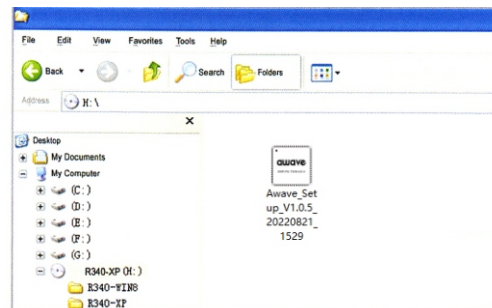 File Edit View Favorites Tools Help
Back Search Folders
Address H:\
Desktop
My Documents
My Computer
(C:)
(D:)
(E:)
(F:)
(G:)
R340-XP (H:)
R340-WIN8
R340-XP
awave
Awave_Set
up_V1.0.5_
20220821_
1529